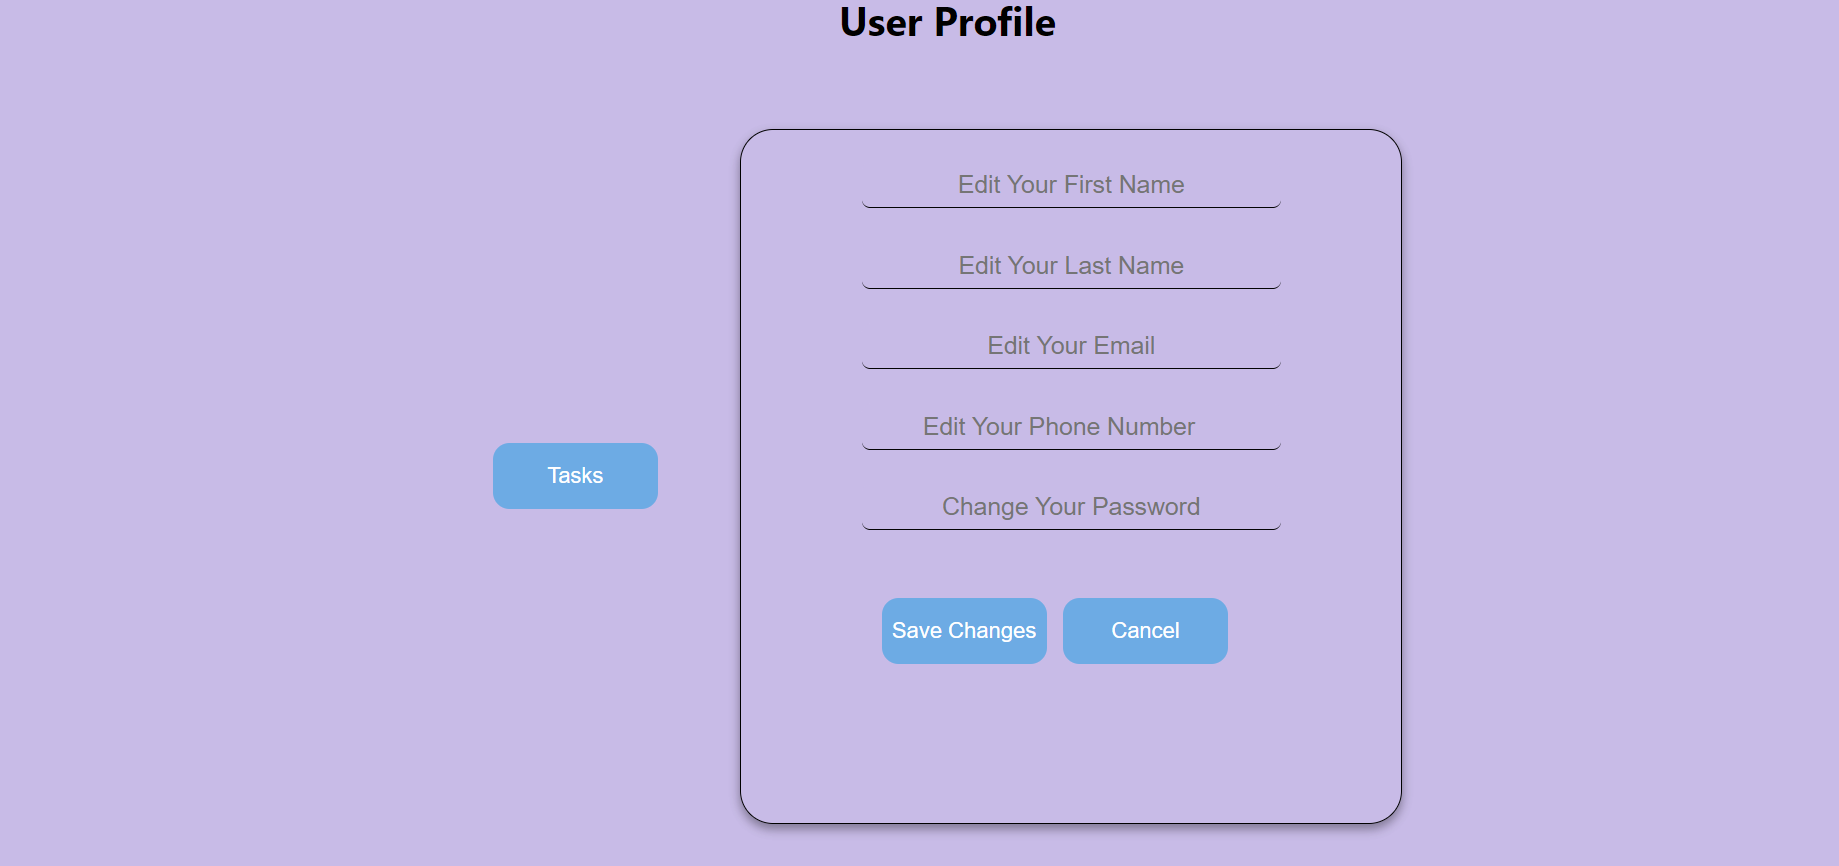 User Profile
Edit Your First Name
Edit Your Last Name
Edit Your Email
Edit Your Phone Number
Tasks
Change Your Password
Save Changes
Cancel